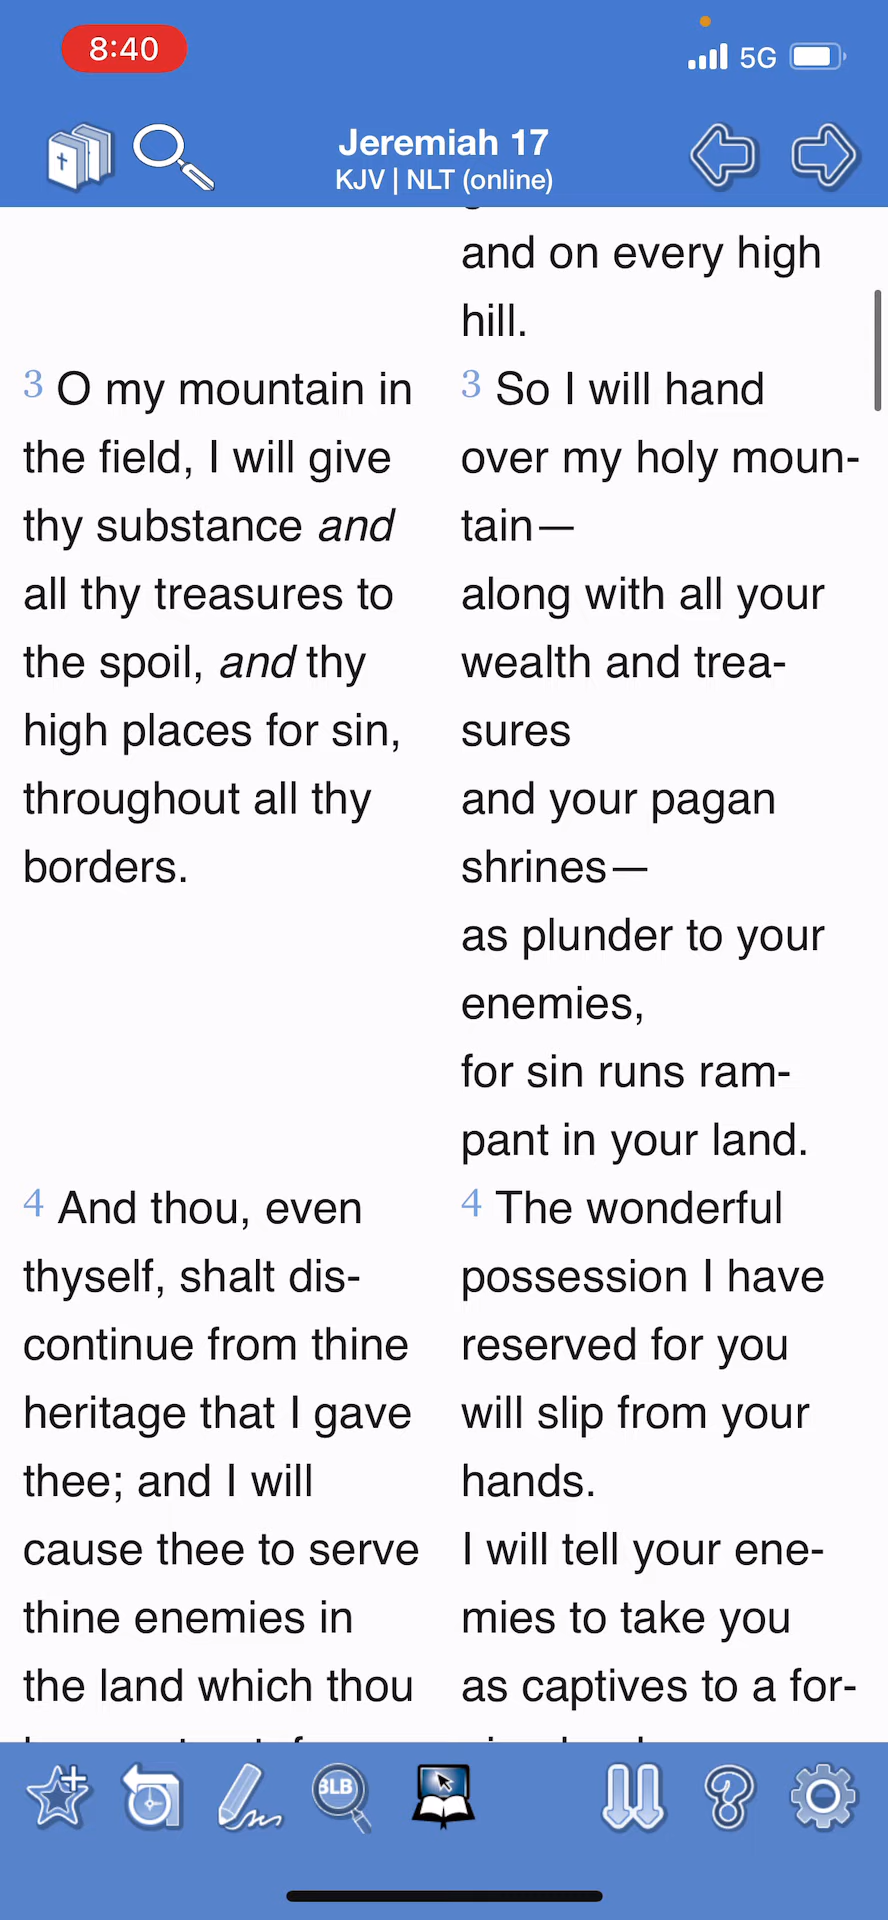 8:40
5G
Jeremiah 17
KJV | NLT (online)
and on every high
hill.
3 O my mountain in
the field, I will give
thy substance and
all thy treasures to
the spoil, and thy
high places for sin,
throughout all thy
borders.
3 So I will hand
over my holy moun-
tain—
along with all your
wealth and trea-
sures
and your pagan
shrines—
as plunder to your
enemies,
for sin runs ram-
pant in your land.
4 And thou, even
thyself, shalt dis-
continue from thine
heritage that I gave
thee; and I will
cause thee to serve
thine enemies in
the land which thou
4 The wonderful
possession I have
reserved for you
will slip from your
hands.
I will tell your ene-
mies to take you
as captives to a for-
BLB